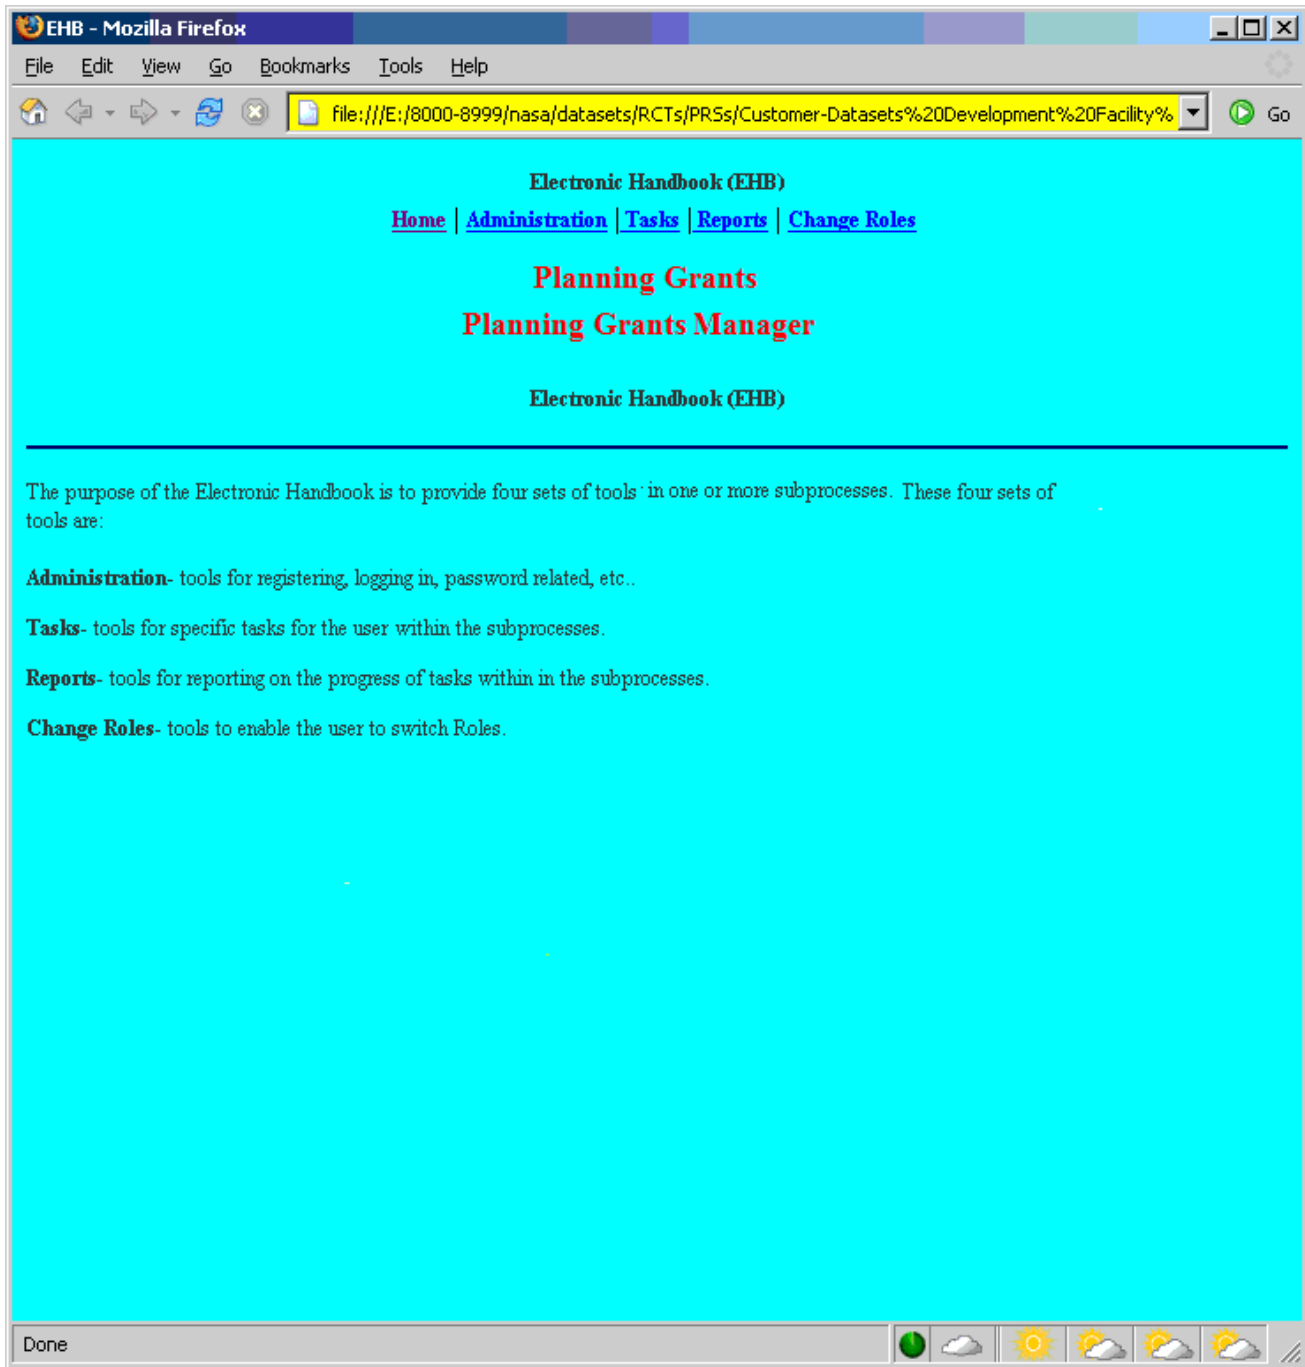 EHB - Mozilla Firefox
File Edit View Go Bookmarks Tools Help
file:///E:/8000-8999/nasa/datasets/RCTs/PRSs/Customer-Datasets%20Development%20Facility% Go
Electronic Handbook (EHB)
Home | Administration | Tasks | Reports | Change Roles
Planning Grants
Planning Grants Manager
Electronic Handbook (EHB)
The purpose of the Electronic Handbook is to provide four sets of tools in one or more subprocesses. These four sets of
tools are:
Administration- tools for registering, logging in, password related, etc..
Tasks- tools for specific tasks for the user within the subprocesses.
Reports- tools for reporting on the progress of tasks within in the subprocesses.
Change Roles- tools to enable the user to switch Roles.
Done